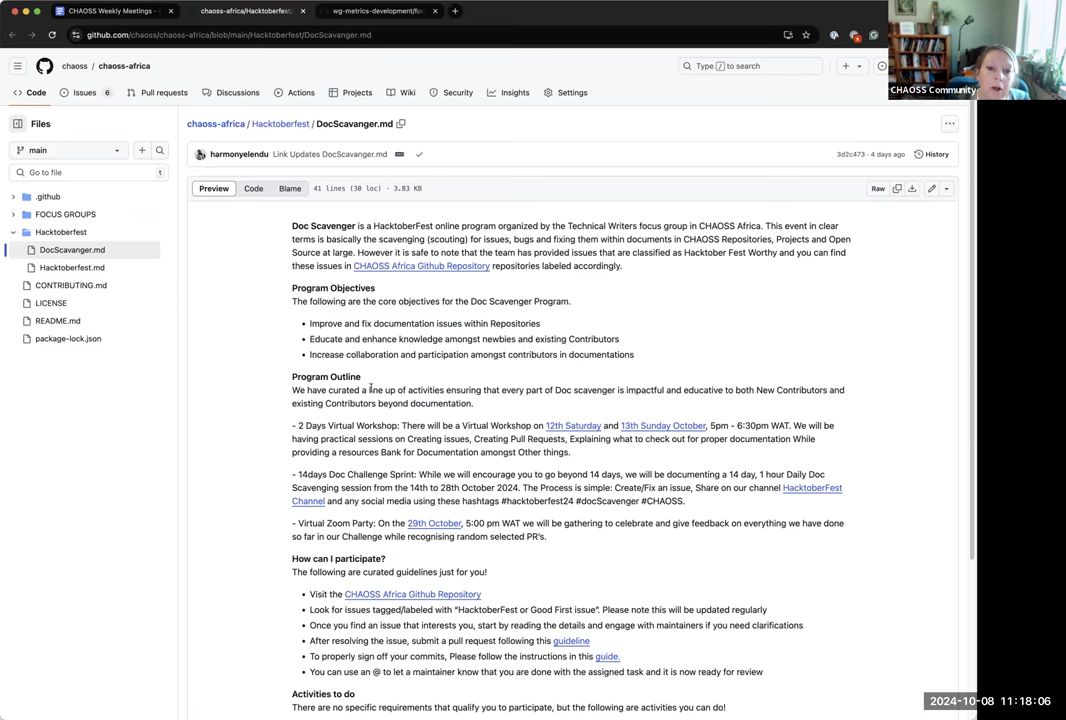 CHAOSS Weekly Meetings -
chaoss-africa/Hacktoberfest/
wg-metrics-development/foc
github.com/chaoss/chaoss-africa/blob/main/Hacktoberfest/DocScavanger.md
CHAOSS Community
chaoss / chaoss-africa
Type / to search
Code
Issues 6
Pull requests
Discussions
Actions
Projects
Wiki
Security
Insights
Settings
Files
main
Go to file t
.github
FOCUS GROUPS
Hacktoberfest
DocScavanger.md
Hacktoberfest.md
CONTRIBUTING.md
LICENSE
README.md
package-lock.json
chaoss-africa / Hacktoberfest / DocScavanger.md
harmonyelendu Link Updates DocScavanger.md
3d2c473 · 4 days ago History
Preview Code Blame 41 lines (30 loc) · 3.83 KB
Raw
Doc Scavenger is a HacktoberFest online program organized by the Technical Writers focus group in CHAOSS Africa. This event in clear
terms is basically the scavenging (scouting) for issues, bugs and fixing them within documents in CHAOSS Repositories, Projects and Open
Source at large. However it is safe to note that the team has provided issues that are classified as Hacktober Fest Worthy and you can find
these issues in CHAOSS Africa Github Repository repositories labeled accordingly.
Program Objectives
The following are the core objectives for the Doc Scavenger Program.
• Improve and fix documentation issues within Repositories
• Educate and enhance knowledge amongst newbies and existing Contributors
• Increase collaboration and participation amongst contributors in documentations
Program Outline
We have curated a line up of activities ensuring that every part of Doc scavenger is impactful and educative to both New Contributors and
existing Contributors beyond documentation.
- 2 Days Virtual Workshop: There will be a Virtual Workshop on 12th Saturday and 13th Sunday October, 5pm - 6:30pm WAT. We will be
having practical sessions on Creating issues, Creating Pull Requests, Explaining what to check out for proper documentation While
providing a resources Bank for Documentation amongst Other things.
- 14days Doc Challenge Sprint: While we will encourage you to go beyond 14 days, we will be documenting a 14 day, 1 hour Daily Doc
Scavenging session from the 14th to 28th October 2024. The Process is simple: Create/Fix an issue, Share on our channel HacktoberFest
Channel and any social media using these hashtags #hacktoberfest24 #docScavenger #CHAOSS.
- Virtual Zoom Party: On the 29th October, 5:00 pm WAT we will be gathering to celebrate and give feedback on everything we have done
so far in our Challenge while recognising random selected PR's.
How can I participate?
The following are curated guidelines just for you!
• Visit the CHAOSS Africa Github Repository
• Look for issues tagged/labeled with “HacktoberFest or Good First issue”. Please note this will be updated regularly
• Once you find an issue that interests you, start by reading the details and engage with maintainers if you need clarifications
• After resolving the issue, submit a pull request following this guideline
• To properly sign off your commits, Please follow the instructions in this guide.
• You can use an @ to let a maintainer know that you are done with the assigned task and it is now ready for review
Activities to do
There are no specific requirements that qualify you to participate, but the following are activities you can do!
2024-10-08 11:18:06